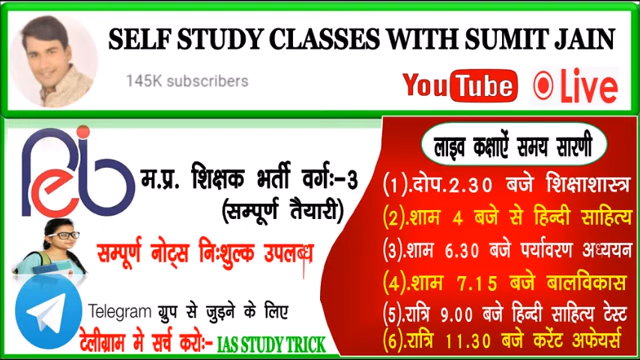 SELF STUDY CLASSES WITH SUMIT JAIN
145K subscribers
YouTube Live
Peb
म.प्र. शिक्षक भर्ती वर्गः-3
(सम्पूर्ण तैयारी)
सम्पूर्ण नोट्स निःशुल्क उपलब्ध
Telegram ग्रुप से जुड़ने के लिए
टेलीग्राम मे सर्च करोः- IAS STUDY TRICK
लाइव कक्षाऐं समय सारणी
(1).दोप.2.30 बजे शिक्षाशास्त्र
(2).शाम 4 बजे से हिन्दी साहित्य
(3).शाम 6.30 बजे पर्यावरण अध्ययन
(4).शाम 7.15 बजे बालविकास
(5).रात्रि 9.00 बजे हिन्दी साहित्य टेस्ट
(6).रात्रि 11.30 बजे करेंट अफेयर्स